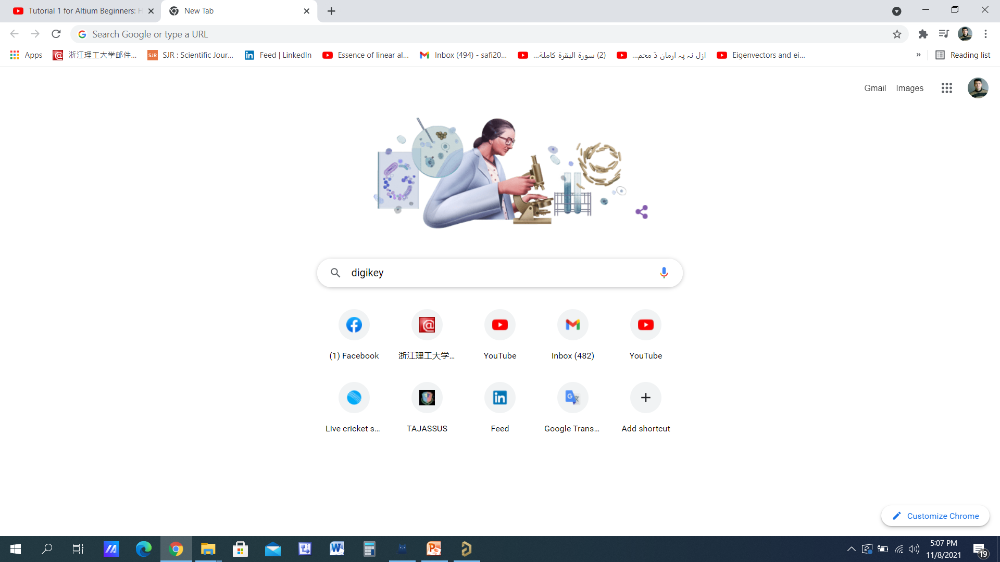 Tutorial 1 for Altium Beginners: H
New Tab
Search Google or type a URL
Apps
浙江理工大学邮件...
SJR : Scientific Jour...
Feed | LinkedIn
Essence of linear al...
Inbox (494) - safi20...
(2) سورة البقرة كاملة...
ازل نہ پہ ارمان دَ محم...
Eigenvectors and ei...
»
Reading list
Gmail
Images
digikey
(1) Facebook
浙江理工大学...
YouTube
Inbox (482)
YouTube
Live cricket s...
TAJASSUS
Feed
Google Trans...
Add shortcut
Customize Chrome
5:07 PM
11/8/2021
19